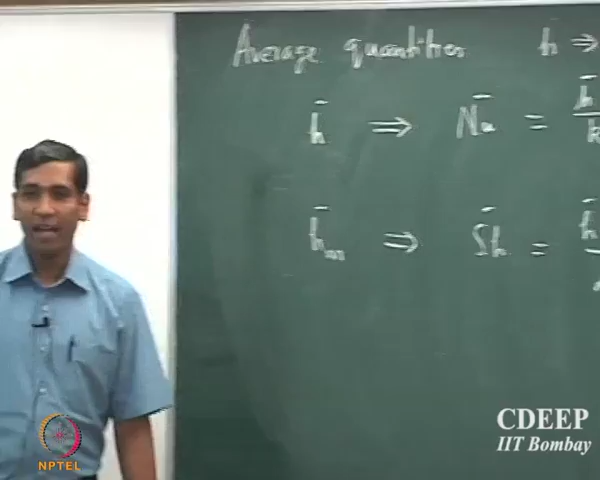 Average quantities h ⇒
h̄ ⇒ N̄u = h̄/k
h̄m ⇒ S̄h = h̄
CDEEP
IIT Bombay
NPTEL